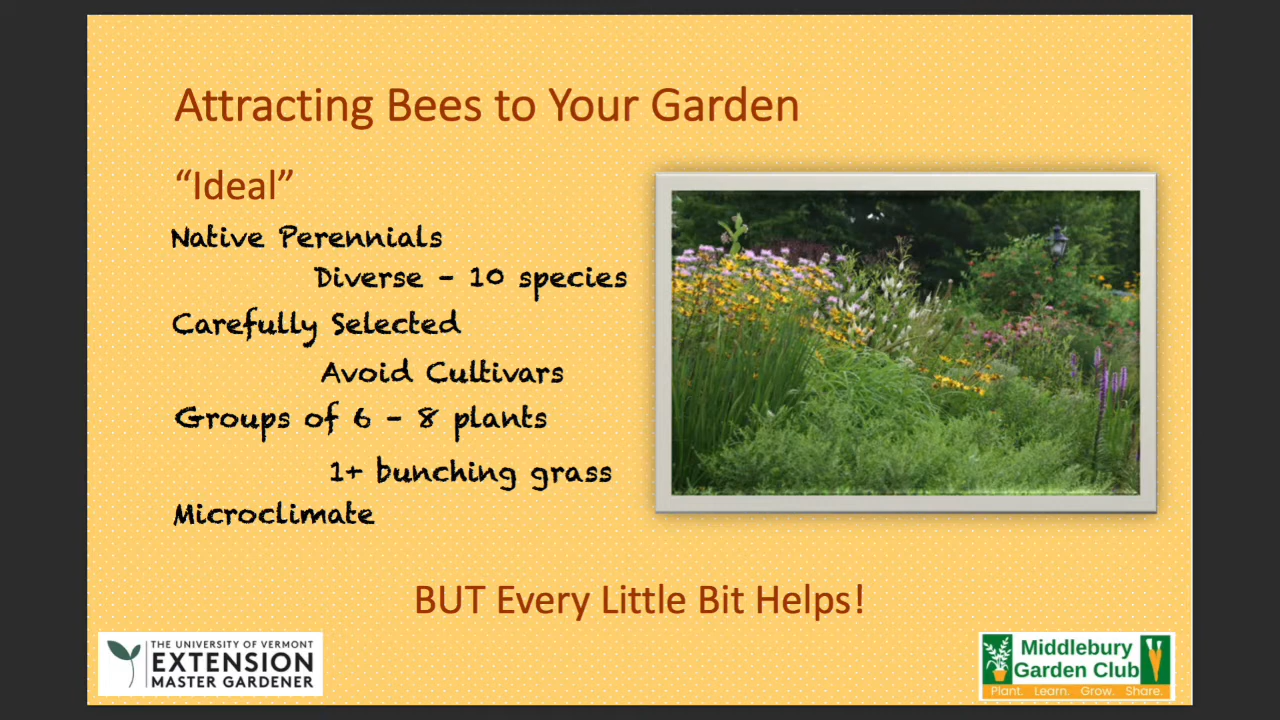 Attracting Bees to Your Garden
“Ideal”
Native Perennials
Diverse – 10 species
Carefully Selected
Avoid Cultivars
Groups of 6 – 8 plants
1+ bunching grass
Microclimate
BUT Every Little Bit Helps!
THE UNIVERSITY OF VERMONT
EXTENSION
MASTER GARDENER
Middlebury
Garden Club
Plant. Learn. Grow. Share.